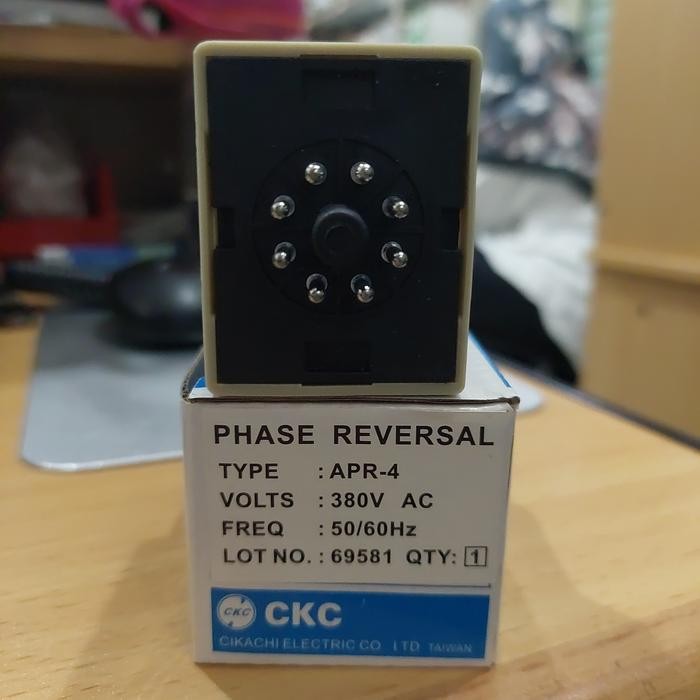 PHASE REVERSAL
TYPE : APR-4
VOLTS : 380V AC
FREQ : 50/60Hz
LOT NO. : 69581 QTY: 1
CKC CKC
CIKACHI ELECTRIC CO LTD TAIWAN